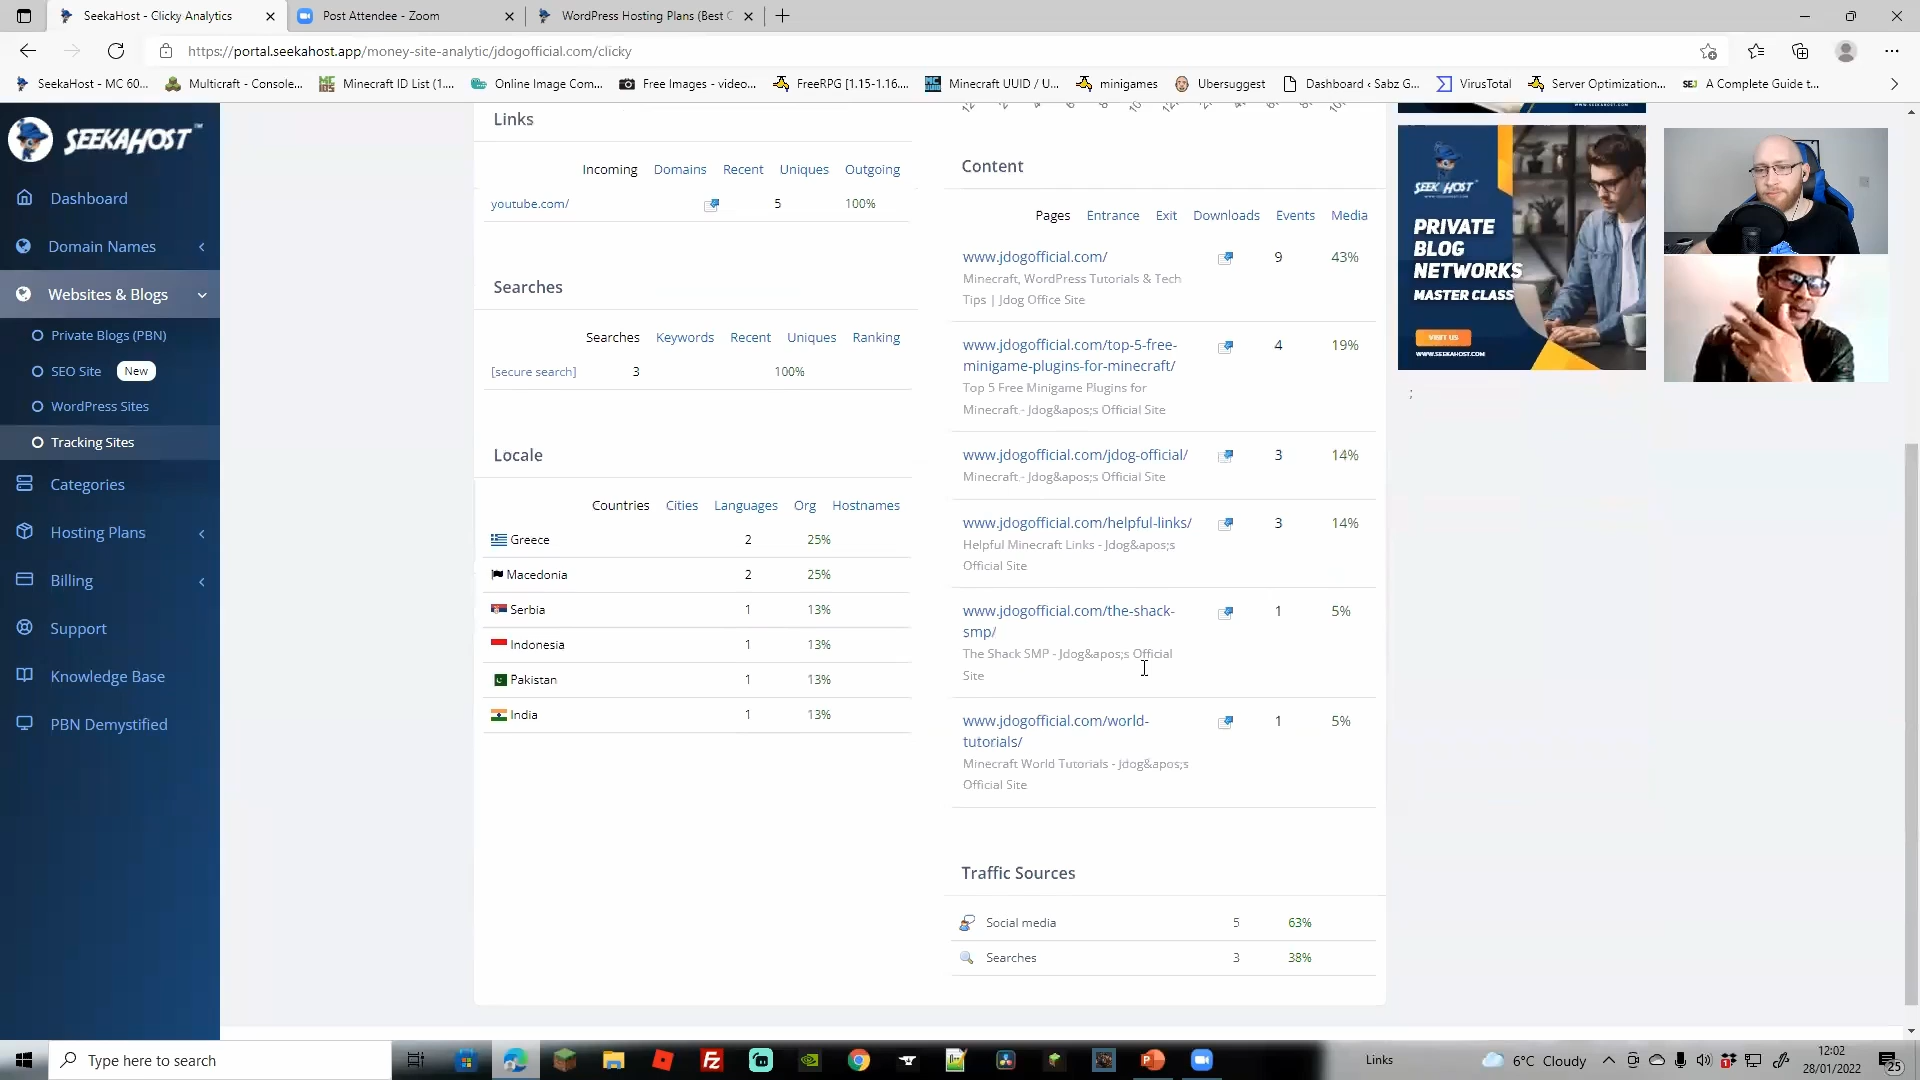 SeekaHost - Clicky Analytics
Post Attendee - Zoom
WordPress Hosting Plans (Best C
https://portal.seekahost.app/money-site-analytic/jdogofficial.com/clicky
SeekaHost - MC 60...
Multicraft - Console...
Minecraft ID List (1....
Online Image Com...
Free Images - video...
FreeRPG [1.15-1.16....
Minecraft UUID / U...
minigames
Ubersuggest
Dashboard ‹ Sabz G...
VirusTotal
Server Optimization...
A Complete Guide t...
SEEKAHOST™
Dashboard
Domain Names
Websites & Blogs
Private Blogs (PBN)
SEO Site New
WordPress Sites
Tracking Sites
Categories
Hosting Plans
Billing
Support
Knowledge Base
PBN Demystified
Links
Incoming Domains Recent Uniques Outgoing
youtube.com/ 5 100%
Searches
Searches Keywords Recent Uniques Ranking
[secure search] 3 100%
Locale
Countries Cities Languages Org Hostnames
Greece 2 25%
Macedonia 2 25%
Serbia 1 13%
Indonesia 1 13%
Pakistan 1 13%
India 1 13%
Content
Pages Entrance Exit Downloads Events Media
www.jdogofficial.com/ 9 43%
Minecraft, WordPress Tutorials & Tech
Tips | Jdog Office Site
www.jdogofficial.com/top-5-free-
minigame-plugins-for-minecraft/ 4 19%
Top 5 Free Minigame Plugins for
Minecraft - Jdog&apos;s Official Site
www.jdogofficial.com/jdog-official/ 3 14%
Minecraft - Jdog&apos;s Official Site
www.jdogofficial.com/helpful-links/ 3 14%
Helpful Minecraft Links - Jdog&apos;s
Official Site
www.jdogofficial.com/the-shack-
smp/ 1 5%
The Shack SMP - Jdog&apos;s Official
Site
www.jdogofficial.com/world-
tutorials/ 1 5%
Minecraft World Tutorials - Jdog&apos;s
Official Site
Traffic Sources
Social media 5 63%
Searches 3 38%
SEEKAHOST
PRIVATE
BLOG
NETWORKS
MASTER CLASS
VISIT US
WWW.SEEKAHOST.COM
;
Type here to search
Links
6°C Cloudy
12:02
28/01/2022
25